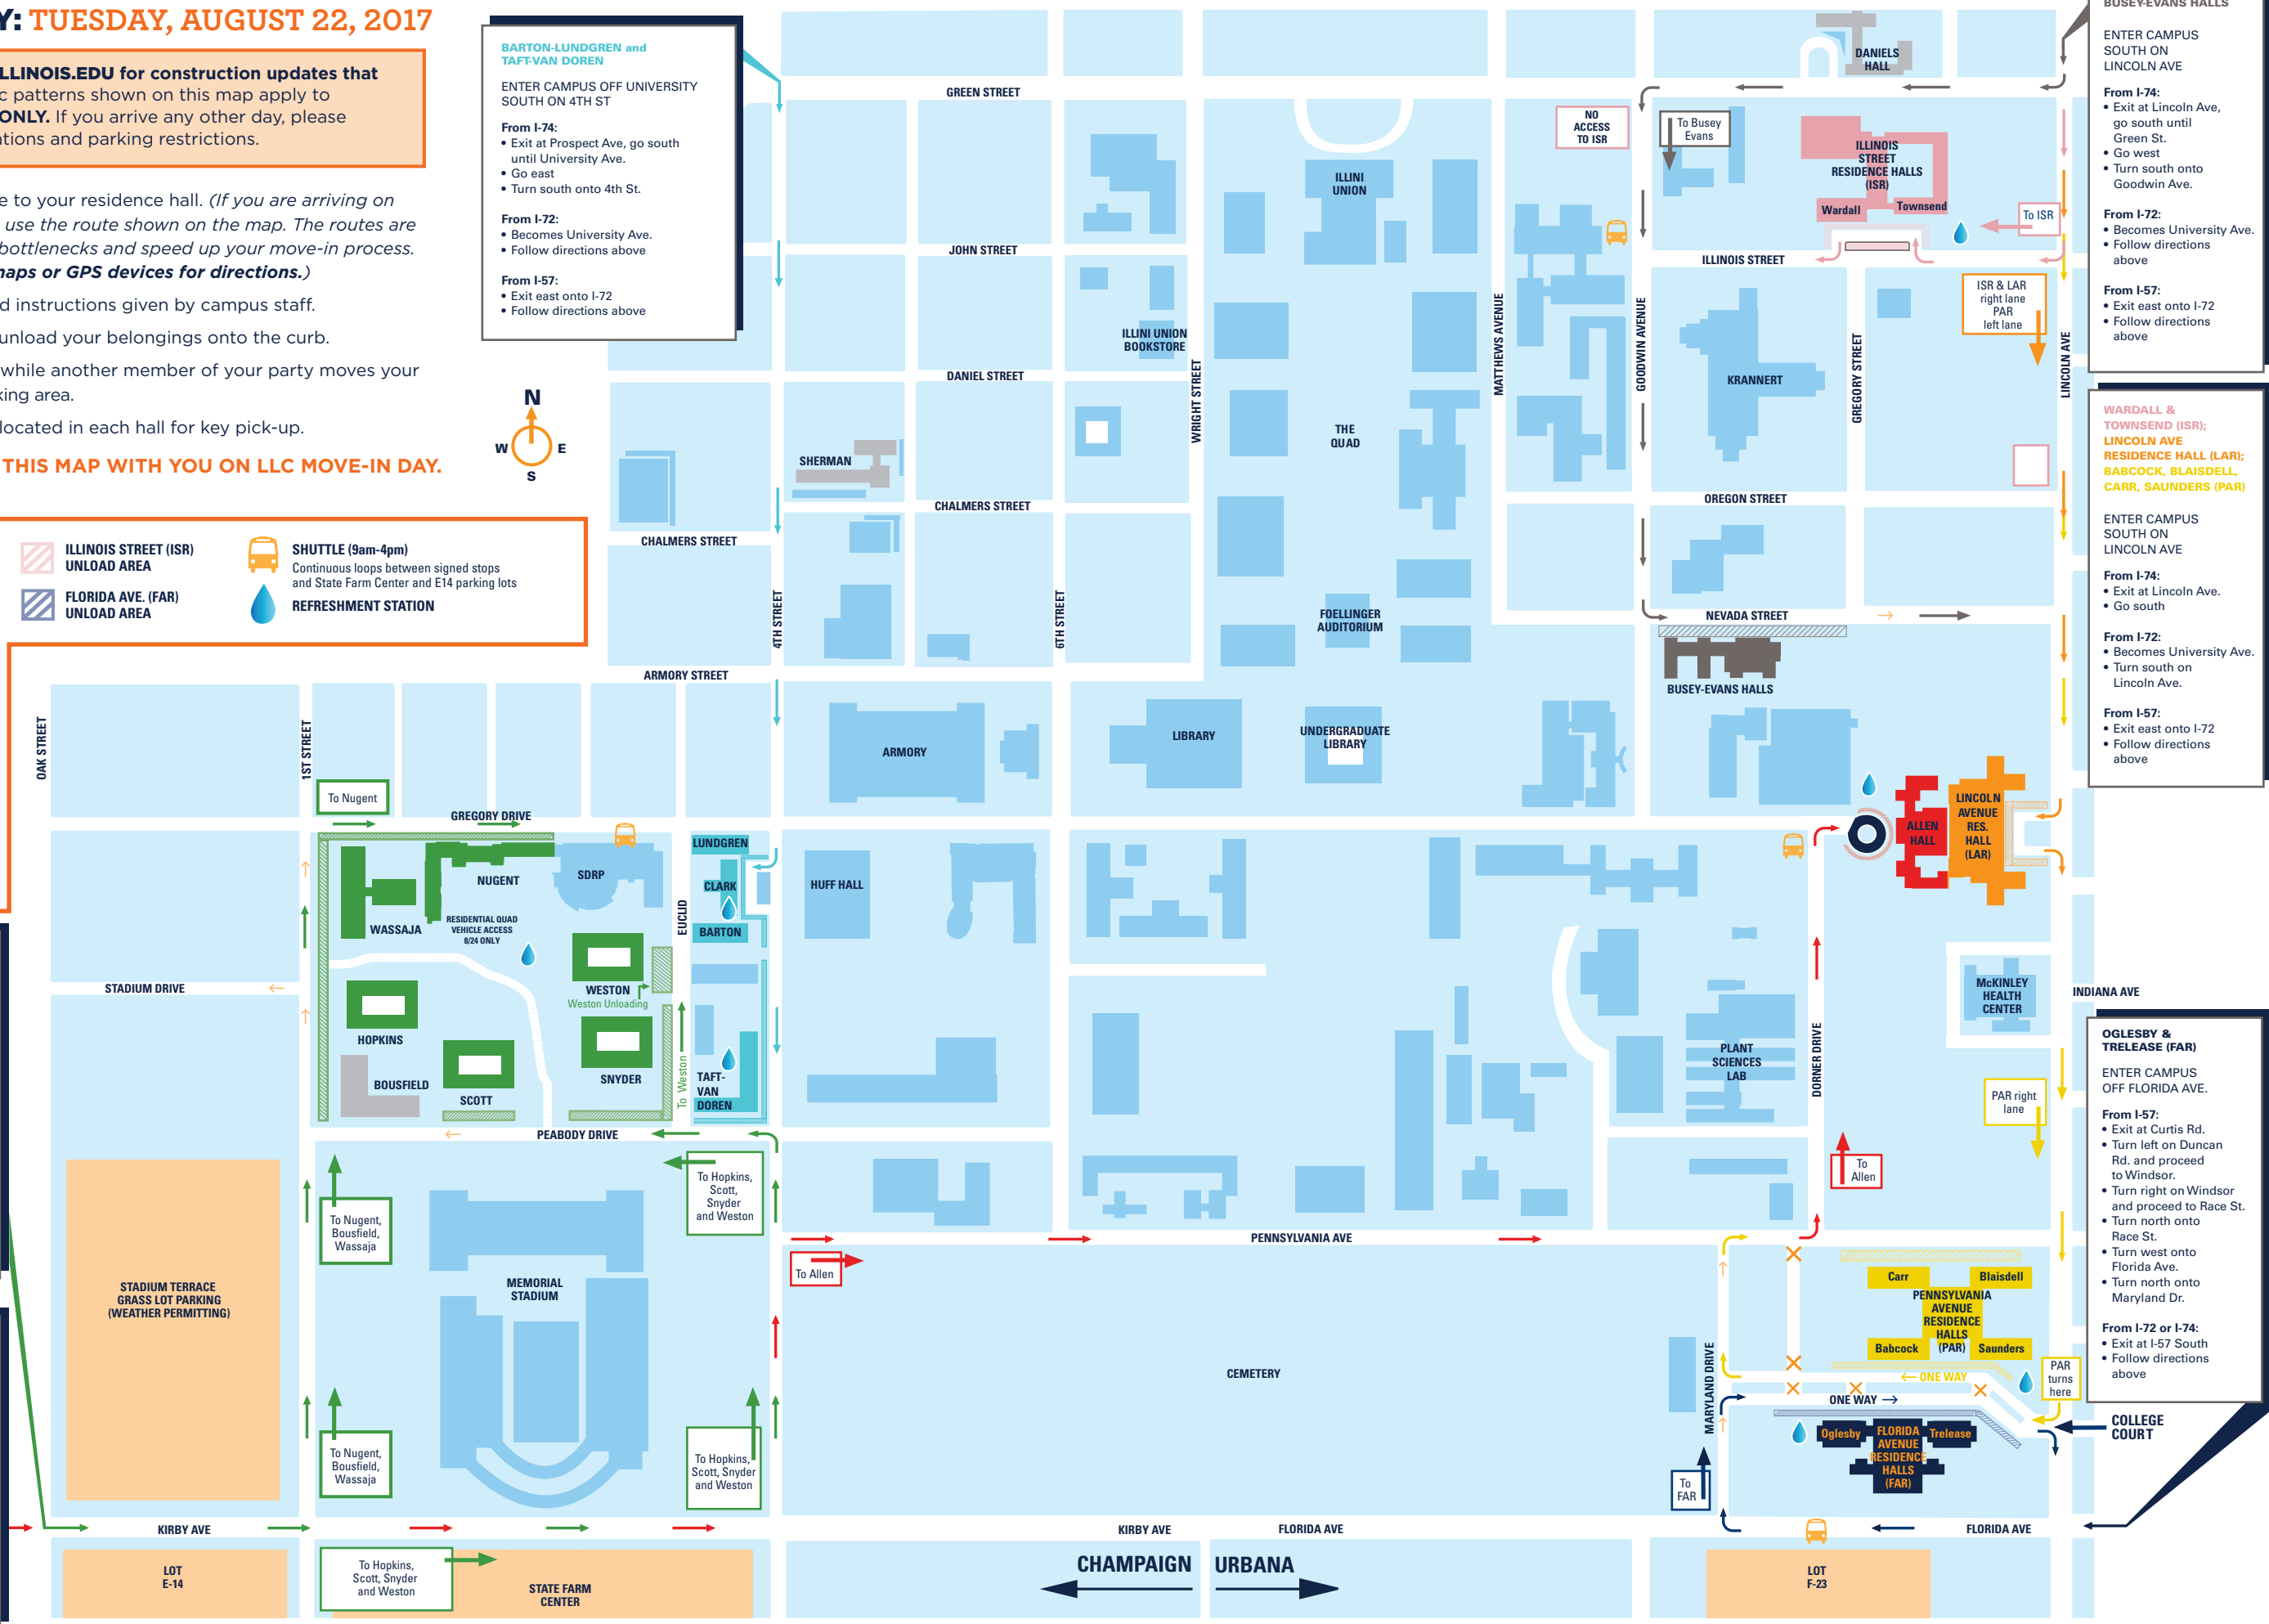 Y: TUESDAY, AUGUST 22, 2017
LLINOIS.EDU for construction updates that
c patterns shown on this map apply to
ONLY. If you arrive any other day, please
tions and parking restrictions.
e to your residence hall. (If you are arriving on
use the route shown on the map. The routes are
bottlenecks and speed up your move-in process.
maps or GPS devices for directions.)
d instructions given by campus staff.
unload your belongings onto the curb.
while another member of your party moves your
king area.
located in each hall for key pick-up.
THIS MAP WITH YOU ON LLC MOVE-IN DAY.
ILLINOIS STREET (ISR)
UNLOAD AREA
FLORIDA AVE. (FAR)
UNLOAD AREA
SHUTTLE (9am-4pm)
Continuous loops between signed stops
and State Farm Center and E14 parking lots
REFRESHMENT STATION
BARTON-LUNDGREN and
TAFT-VAN DOREN
ENTER CAMPUS OFF UNIVERSITY
SOUTH ON 4TH ST
From I-74:
• Exit at Prospect Ave, go south
until University Ave.
• Go east
• Turn south onto 4th St.
From I-72:
• Becomes University Ave.
• Follow directions above
From I-57:
• Exit east onto I-72
• Follow directions above
N
W
E
S
BUSEY-EVANS HALLS
ENTER CAMPUS
SOUTH ON
LINCOLN AVE
From I-74:
• Exit at Lincoln Ave,
go south until
Green St.
• Go west
• Turn south onto
Goodwin Ave.
From I-72:
• Becomes University Ave.
• Follow directions
above
From I-57:
• Exit east onto I-72
• Follow directions
above
WARDALL &
TOWNSEND (ISR);
LINCOLN AVE
RESIDENCE HALL (LAR);
BABCOCK, BLAISDELL,
CARR, SAUNDERS (PAR)
ENTER CAMPUS
SOUTH ON
LINCOLN AVE
From I-74:
• Exit at Lincoln Ave.
• Go south
From I-72:
• Becomes University Ave.
• Turn south on
Lincoln Ave.
From I-57:
• Exit east onto I-72
• Follow directions
above
OGLESBY &
TRELEASE (FAR)
ENTER CAMPUS
OFF FLORIDA AVE.
From I-57:
• Exit at Curtis Rd.
• Turn left on Duncan
Rd. and proceed
to Windsor.
• Turn right on Windsor
and proceed to Race St.
• Turn north onto
Race St.
• Turn west onto
Florida Ave.
• Turn north onto
Maryland Dr.
From I-72 or I-74:
• Exit at I-57 South
• Follow directions
above
DANIELS
HALL
GREEN STREET
NO
ACCESS
TO ISR
To Busey
Evans
ILLINOIS
STREET
RESIDENCE HALLS
(ISR)
Wardall
Townsend
To ISR
ILLINI
UNION
JOHN STREET
ILLINOIS STREET
ISR & LAR
right lane
PAR
left lane
ILLINI UNION
BOOKSTORE
DANIEL STREET
WRIGHT STREET
MATTHEWS AVENUE
GOODWIN AVENUE
KRANNERT
GREGORY STREET
LINCOLN AVE
THE
QUAD
SHERMAN
CHALMERS STREET
OREGON STREET
CHALMERS STREET
4TH STREET
6TH STREET
FOELLINGER
AUDITORIUM
NEVADA STREET
ARMORY STREET
BUSEY-EVANS HALLS
OAK STREET
1ST STREET
ARMORY
LIBRARY
UNDERGRADUATE
LIBRARY
To Nugent
GREGORY DRIVE
LINCOLN
AVENUE
RES.
HALL
(LAR)
ALLEN
HALL
LUNDGREN
CLARK
BARTON
EUCLID
SDRP
NUGENT
WASSAJA
RESIDENTIAL QUAD
VEHICLE ACCESS
8/24 ONLY
HUFF HALL
STADIUM DRIVE
WESTON
Weston Unloading
HOPKINS
SNYDER
BOUSFIELD
SCOTT
To Weston
TAFT-
VAN
DOREN
McKINLEY
HEALTH
CENTER
INDIANA AVE
PLANT
SCIENCES
LAB
DORNER DRIVE
PAR right
lane
PEABODY DRIVE
To Hopkins,
Scott,
Snyder
and Weston
To
Allen
To Nugent,
Bousfield,
Wassaja
PENNSYLVANIA AVE
To Allen
STADIUM TERRACE
GRASS LOT PARKING
(WEATHER PERMITTING)
MEMORIAL
STADIUM
Carr
Blaisdell
PENNSYLVANIA
AVENUE
RESIDENCE
HALLS
(PAR)
Babcock
Saunders
CEMETERY
MARYLAND DRIVE
← ONE WAY
PAR
turns
here
ONE WAY →
COLLEGE
COURT
Oglesby
FLORIDA
AVENUE
RESIDENCE
HALLS
(FAR)
Trelease
To Nugent,
Bousfield,
Wassaja
To Hopkins,
Scott, Snyder
and Weston
To
FAR
KIRBY AVE
KIRBY AVE
FLORIDA AVE
FLORIDA AVE
LOT
E-14
To Hopkins,
Scott, Snyder
and Weston
STATE FARM
CENTER
CHAMPAIGN
URBANA
LOT
F-23